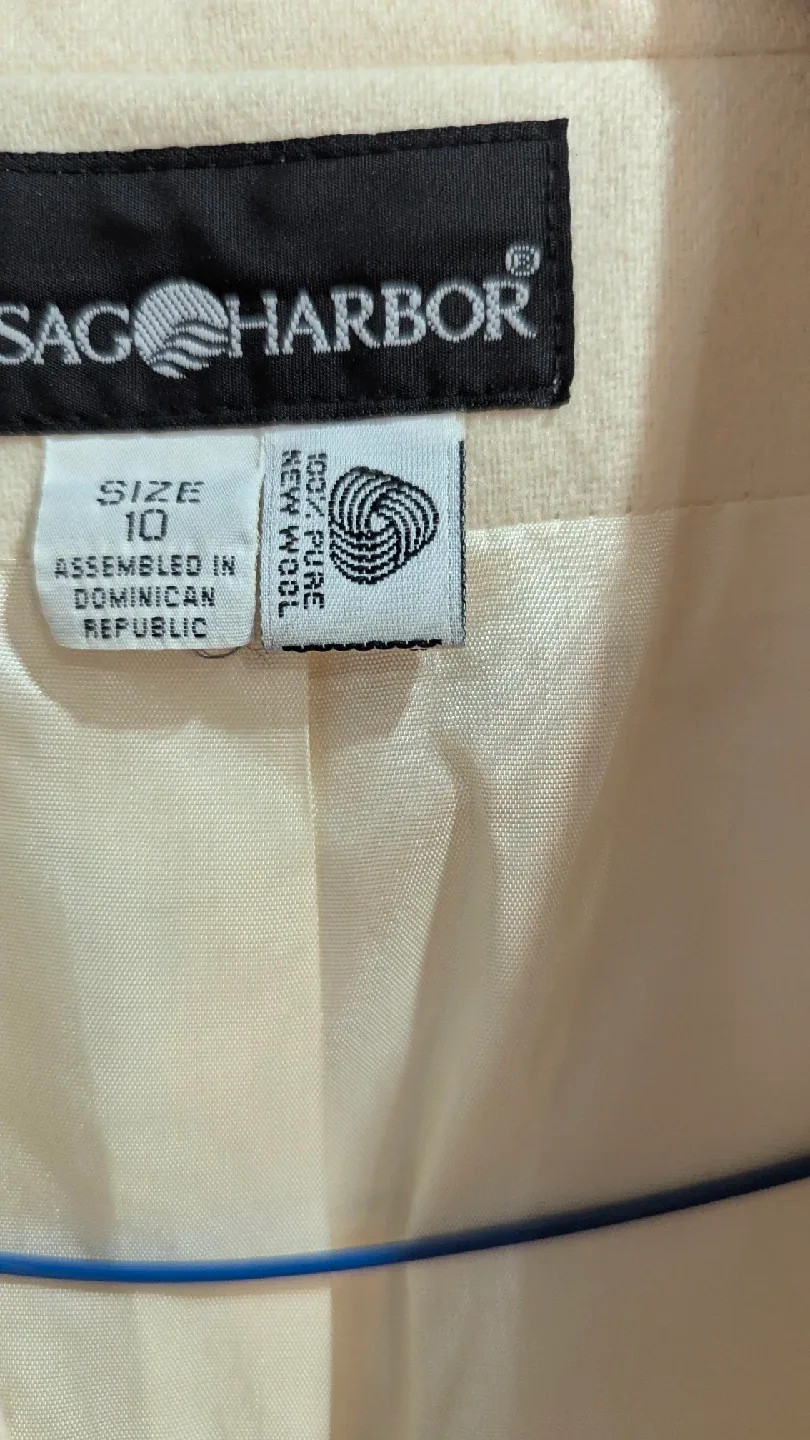 SAG HARBOR®
SIZE
10
ASSEMBLED IN
DOMINICAN
REPUBLIC
100% PURE
NEW WOOL